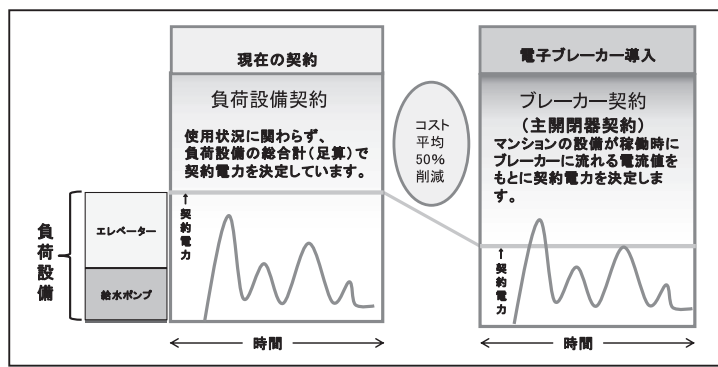 現在の契約
負荷設備契約
使用状況に関わらず、
負荷設備の総合計（足算）で
契約電力を決定しています。
↑契約電力
負荷設備
エレベーター
給水ポンプ
時間
コスト
平均
50%
削減
電子ブレーカー導入
ブレーカー契約
（主開閉器契約）
マンションの設備が稼働時に
ブレーカーに流れる電流値を
もとに契約電力を決定しま
す。
↑契約電力
時間